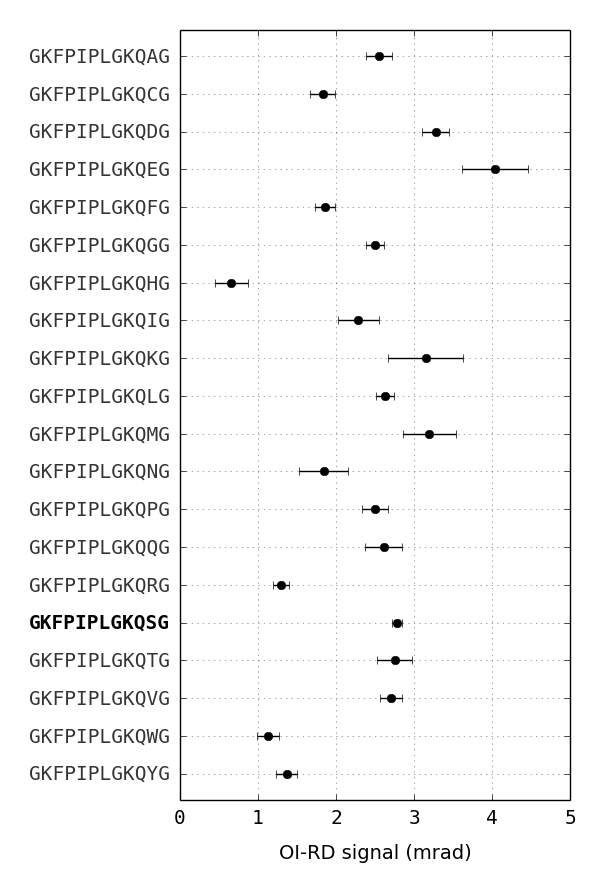 GKFPIPLGKQAG
GKFPIPLGKQCG
GKFPIPLGKQDG
GKFPIPLGKQEG
GKFPIPLGKQFG
GKFPIPLGKQGG
GKFPIPLGKQHG
GKFPIPLGKQIG
GKFPIPLGKQKG
GKFPIPLGKQLG
GKFPIPLGKQMG
GKFPIPLGKQNG
GKFPIPLGKQPG
GKFPIPLGKQQG
GKFPIPLGKQRG
GKFPIPLGKQSG
GKFPIPLGKQTG
GKFPIPLGKQVG
GKFPIPLGKQWG
GKFPIPLGKQYG
0 1 2 3 4 5
OI-RD signal (mrad)